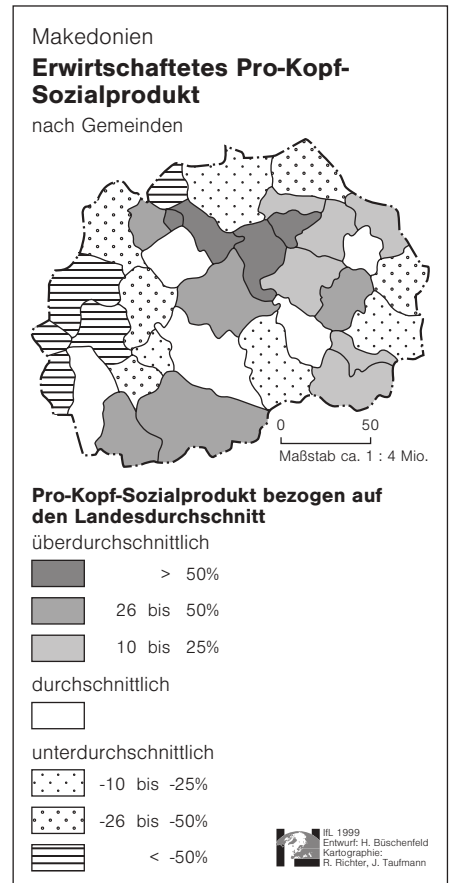 Makedonien
Erwirtschaftetes Pro-Kopf-
Sozialprodukt
nach Gemeinden
0 50
Maßstab ca. 1 : 4 Mio.
Pro-Kopf-Sozialprodukt bezogen auf
den Landesdurchschnitt
überdurchschnittlich
> 50%
26 bis 50%
10 bis 25%
durchschnittlich
unterdurchschnittlich
-10 bis -25%
-26 bis -50%
< -50%
IfL 1999
Entwurf: H. Büschenfeld
Kartographie:
R. Richter, J. Taufmann